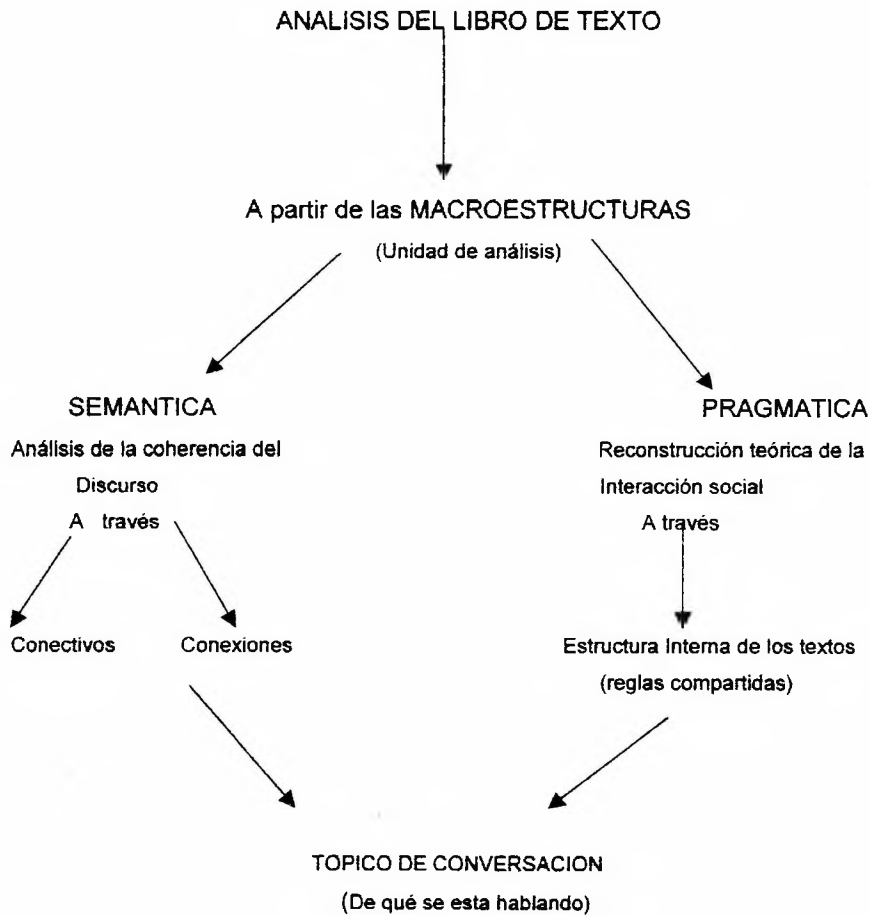 ANALISIS DEL LIBRO DE TEXTO
A partir de las MACROESTRUCTURAS
(Unidad de análisis)
SEMANTICA
Análisis de la coherencia del
Discurso
A través
Conectivos Conexiones
PRAGMATICA
Reconstrucción teórica de la
Interacción social
A través
Estructura Interna de los textos
(reglas compartidas)
TOPICO DE CONVERSACION
(De qué se esta hablando)